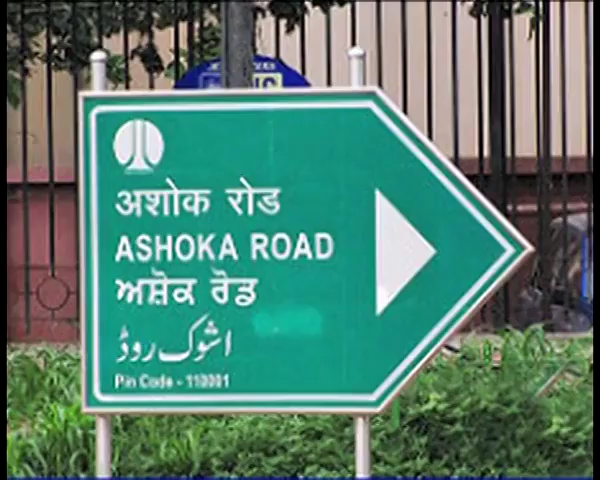 अशोक रोड
ASHOKA ROAD
ਅਸ਼ੋਕ ਰੋਡ
اشوک روڈ
Pin Code - 110001